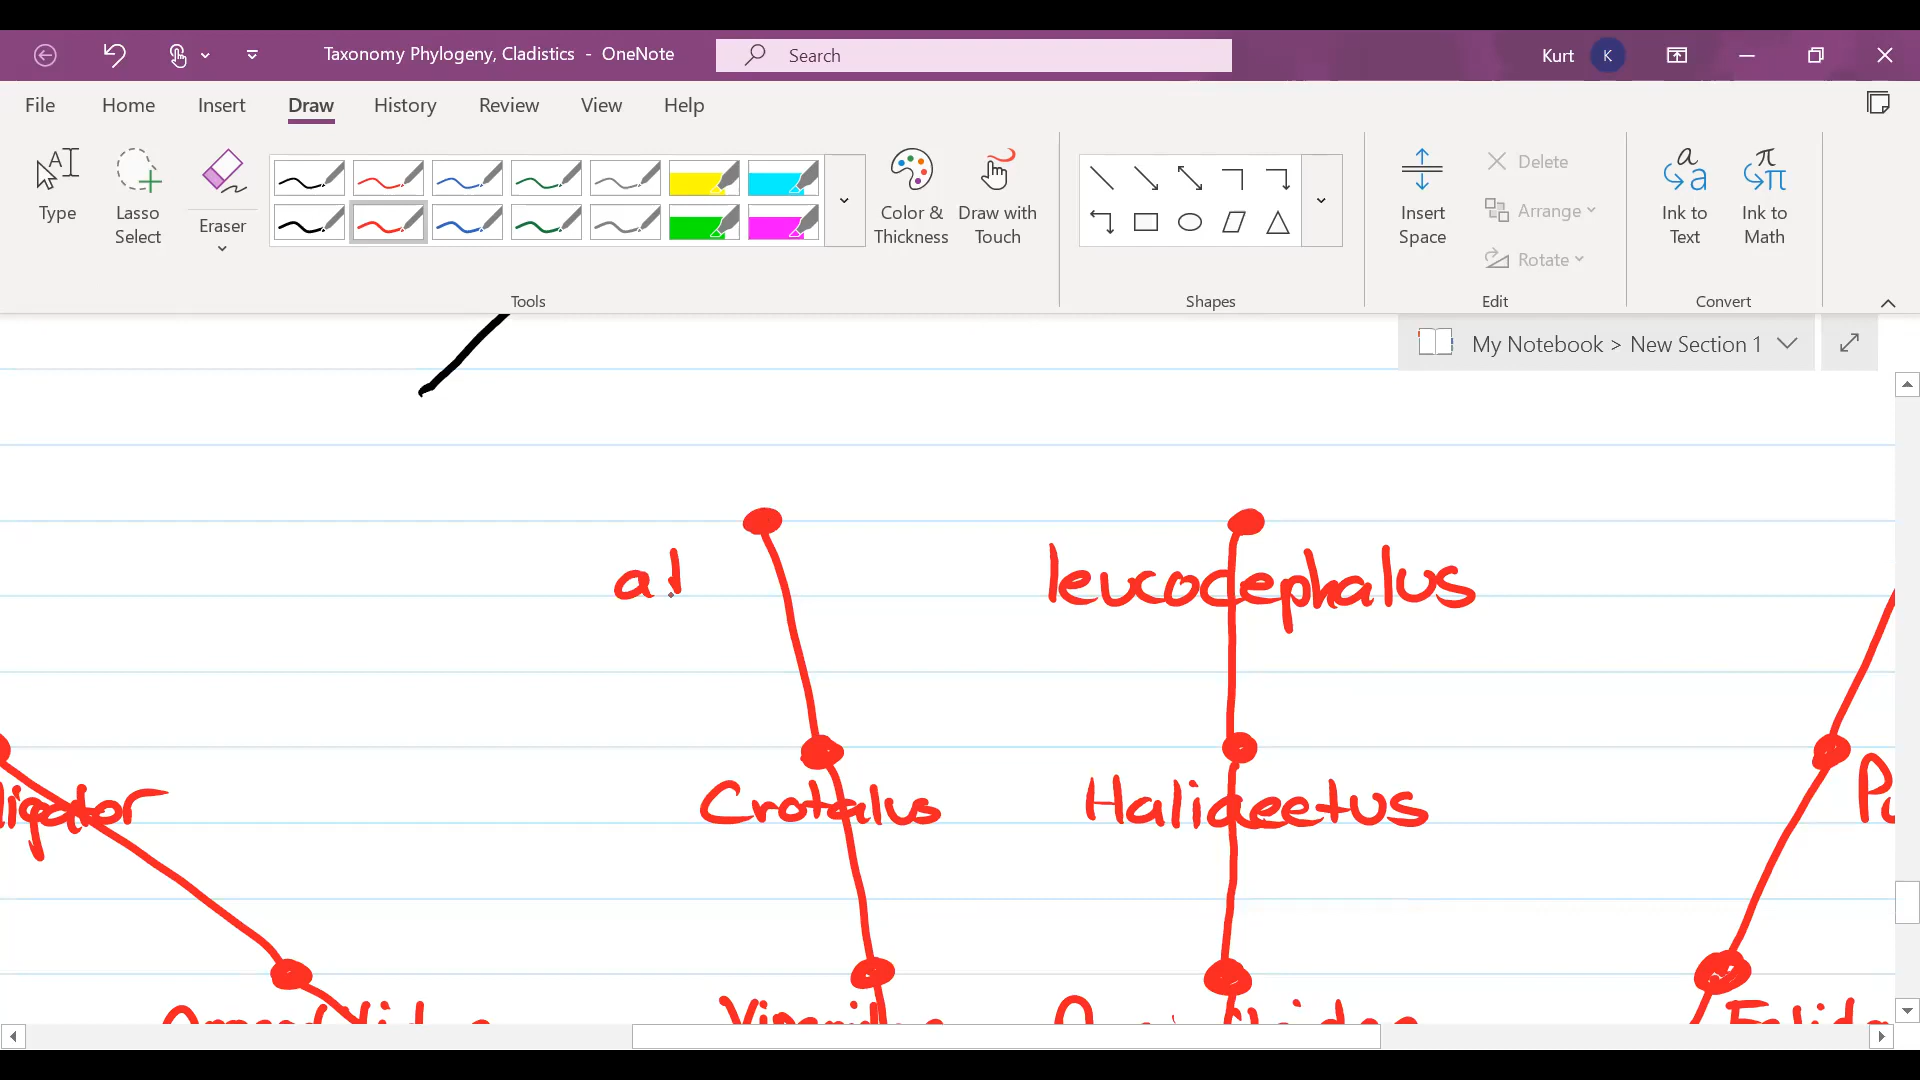 Taxonomy Phylogeny, Cladistics - OneNote
Search
Kurt
K
File Home Insert Draw History Review View Help
Type
Lasso Select
Eraser
Color & Thickness
Draw with Touch
Insert Space
Delete
Arrange
Rotate
Ink to Text
Ink to Math
Tools
Shapes
Edit
Convert
My Notebook > New Section 1
al
leucocephalus
ligator
Crotalus
Haliaeetus